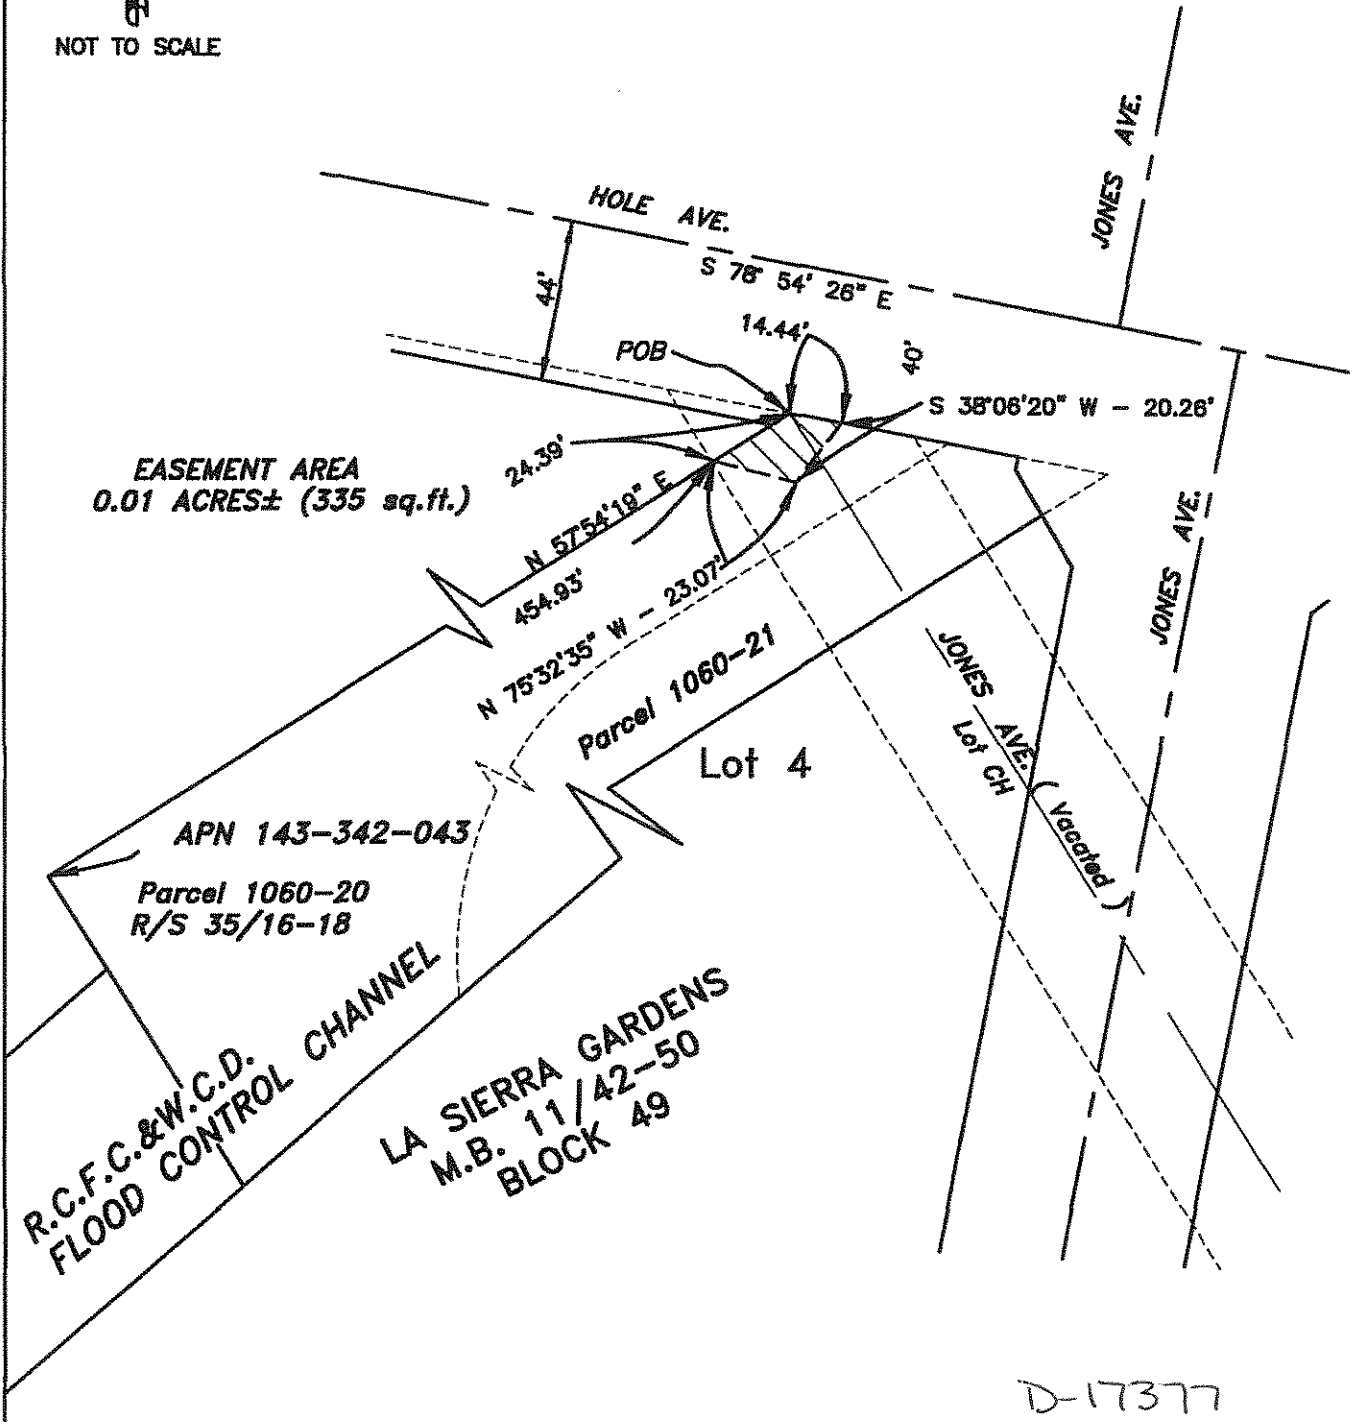 NOT TO SCALE
JONES AVE.
HOLE AVE.
S 78° 54' 26" E
44'
14.44'
POB
40'
S 38°06'20" W - 20.26'
24.39'
EASEMENT AREA
0.01 ACRES± (335 sq.ft.)
N 57°54'19" E
454.93'
N 75°32'35" W - 23.07'
JONES AVE.
Parcel 1060-21
JONES AVE. ( Vacated )
Lot CH
Lot 4
APN 143-342-043
Parcel 1060-20
R/S 35/16-18
R.C.F.C.&W.C.D.
FLOOD CONTROL CHANNEL
LA SIERRA GARDENS
M.B. 11/42-50
BLOCK 49
D-17377